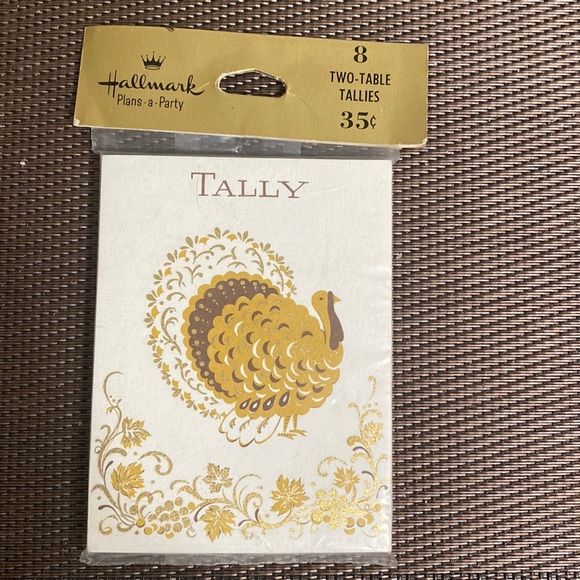 Hallmark
Plans-a-Party
8
TWO-TABLE
TALLIES
35¢
TALLY